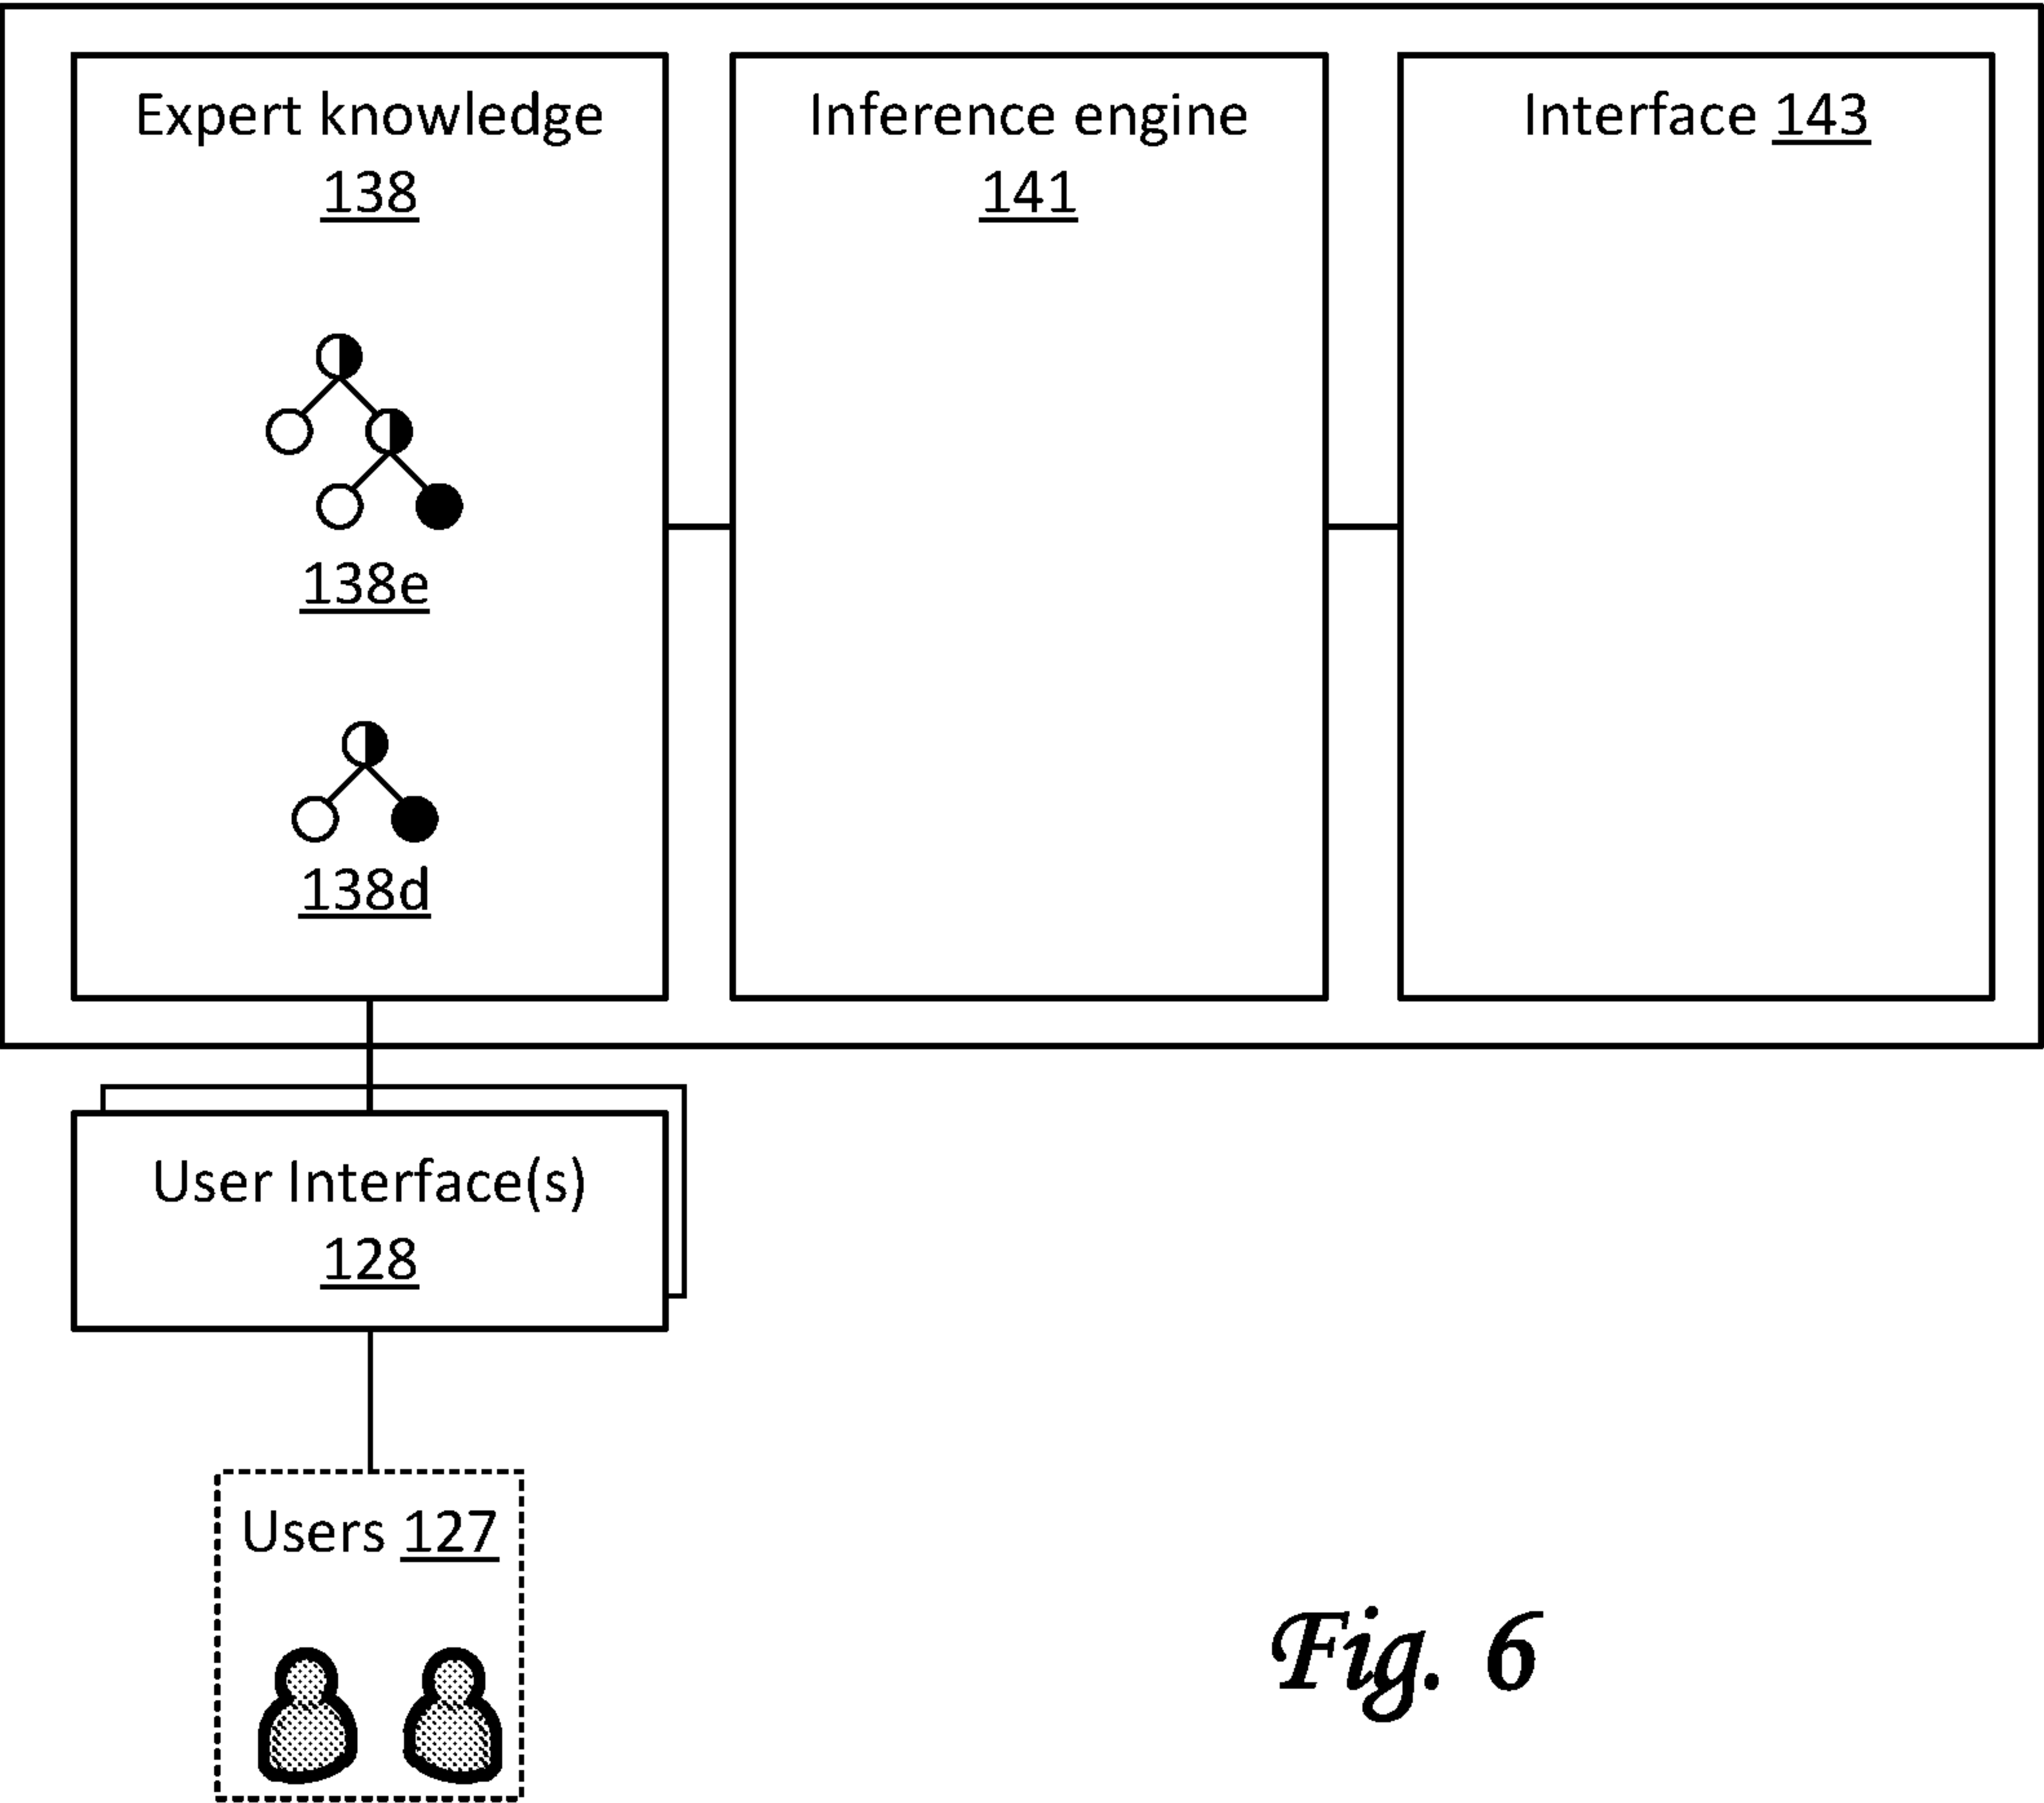 Expert knowledge
138
138e
138d
Inference engine
141
Interface 143
User Interface(s)
128
Users 127
Fig. 6